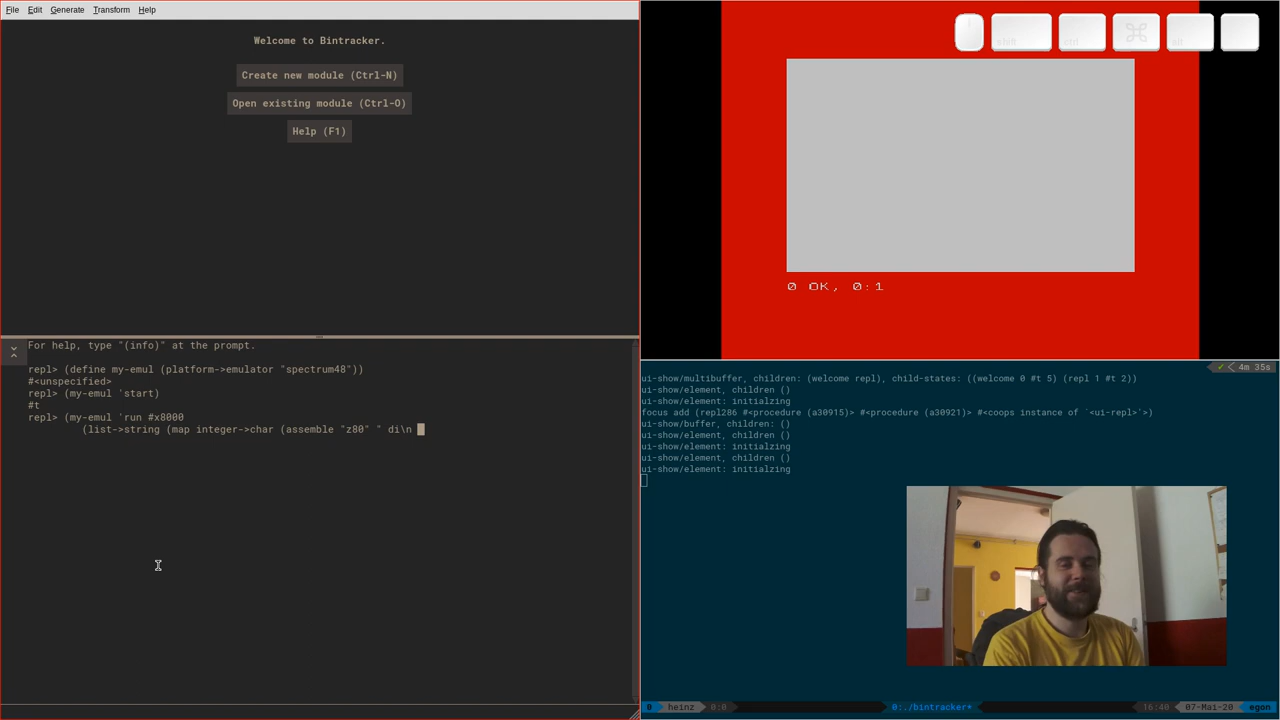 File Edit Generate Transform Help
Welcome to Bintracker.
Create new module (Ctrl-N)
Open existing module (Ctrl-O)
Help (F1)
For help, type "(info)" at the prompt.
repl> (define my-emul (platform->emulator "spectrum48"))
#<unspecified>
repl> (my-emul 'start)
#t
repl> (my-emul 'run #x8000
(list->string (map integer->char (assemble "z80" " di\n
shift ctrl alt
0 OK, 0:1
✔ 4m 35s
ui-show/multibuffer, children: (welcome repl), child-states: ((welcome 0 #t 5) (repl 1 #t 2))
ui-show/element, children ()
ui-show/element: initialzing
focus add (repl286 #<procedure (a30915)> #<procedure (a30921)> #<coops instance of `<ui-repl>`>)
ui-show/buffer, children: ()
ui-show/element, children ()
ui-show/element: initialzing
ui-show/element, children ()
ui-show/element: initialzing
0 heinz 0:0 0:./bintracker* 16:40 07-Mai-20 egon